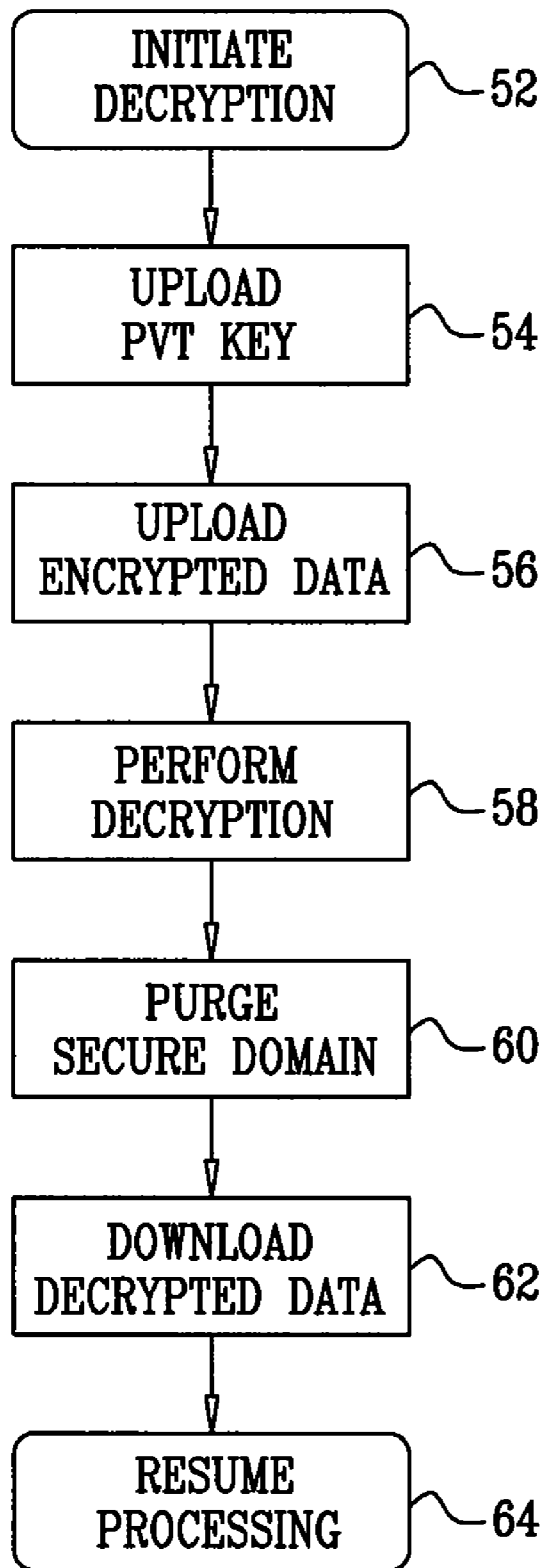 INITIATE
DECRYPTION
52
UPLOAD
PVT KEY
54
UPLOAD
ENCRYPTED DATA
56
PERFORM
DECRYPTION
58
PURGE
SECURE DOMAIN
60
DOWNLOAD
DECRYPTED DATA
62
RESUME
PROCESSING
64